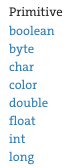 Primitive
boolean
byte
char
color
double
float
int
long